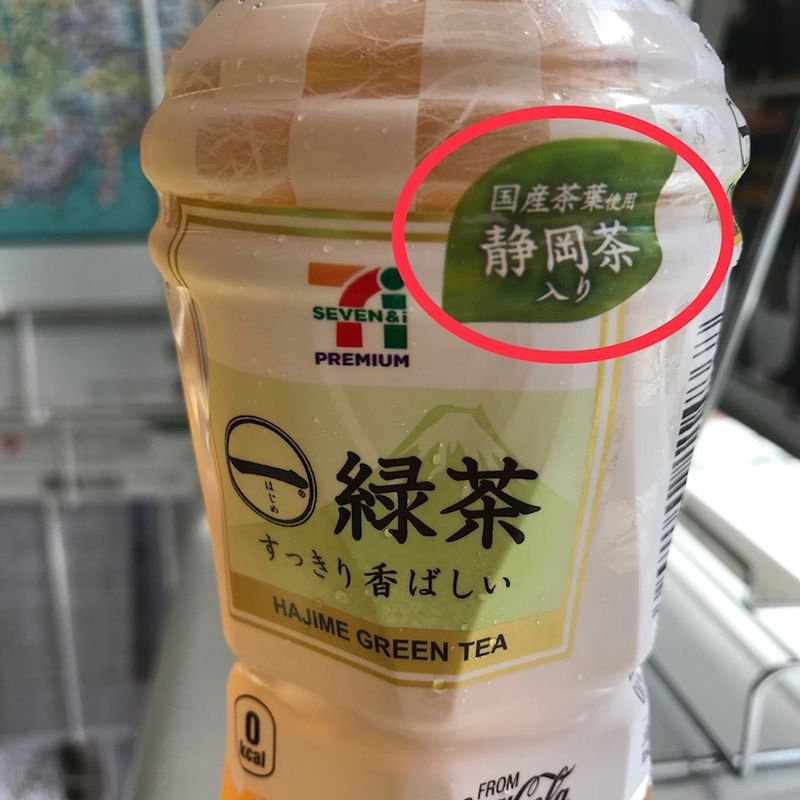 国産茶葉使用
静岡茶
入り
SEVEN&i
PREMIUM
一
はじめ
緑茶
すっきり香ばしい
HAJIME GREEN TEA
0
kcal
FROM